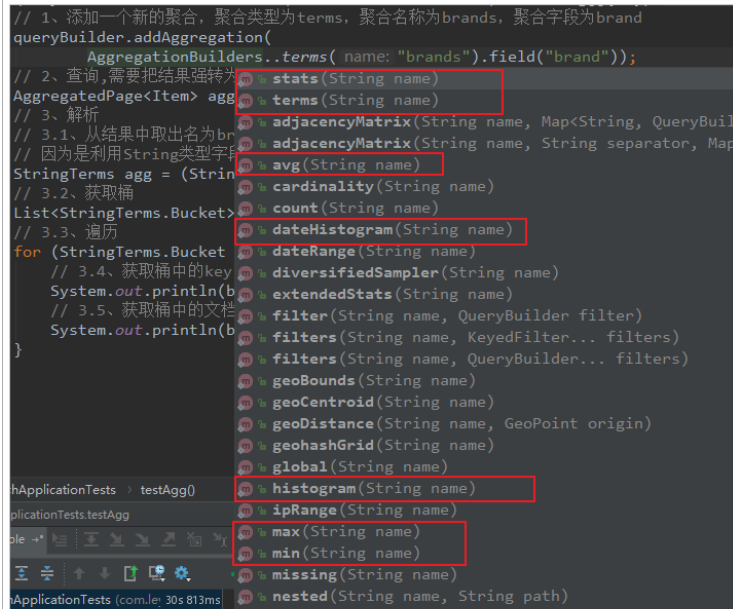 // 1、添加一个新的聚合，聚合类型为terms，聚合名称为brands，聚合字段为brand
queryBuilder.addAggregation(
AggregationBuilders..terms( name: "brands").field("brand"));
// 2、查询,需要把结果强转为
AggregatedPage<Item> agg
// 3、解析
// 3.1、从结果中取出名为br
// 因为是利用String类型字段
StringTerms agg = (Strin
// 3.2、获取桶
List<StringTerms.Bucket>
// 3.3、遍历
for (StringTerms.Bucket
// 3.4、获取桶中的key
System.out.println(b
// 3.5、获取桶中的文档
System.out.println(b
}
stats(String name)
terms(String name)
adjacencyMatrix(String name, Map<String, QueryBuil
adjacencyMatrix(String name, String separator, Map
avg(String name)
cardinality(String name)
count(String name)
dateHistogram(String name)
dateRange(String name)
diversifiedSampler(String name)
extendedStats(String name)
filter(String name, QueryBuilder filter)
filters(String name, KeyedFilter... filters)
filters(String name, QueryBuilder... filters)
geoBounds(String name)
geoCentroid(String name)
geoDistance(String name, GeoPoint origin)
geohashGrid(String name)
global(String name)
histogram(String name)
ipRange(String name)
max(String name)
min(String name)
missing(String name)
nested(String name, String path)
hApplicationTests › testAgg()
plicationTests.testAgg
ole
ApplicationTests (com.le 30s 813ms